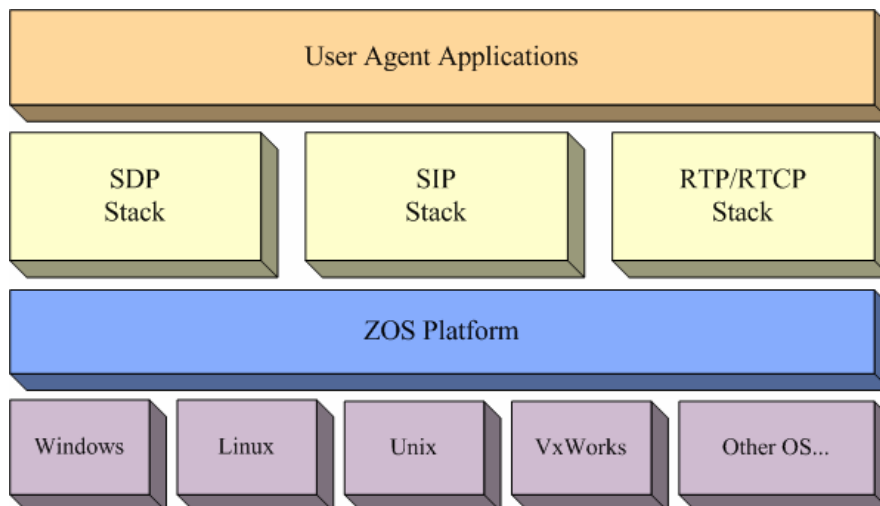 User Agent Applications
SDP
Stack
SIP
Stack
RTP/RTCP
Stack
ZOS Platform
Windows
Linux
Unix
VxWorks
Other OS...